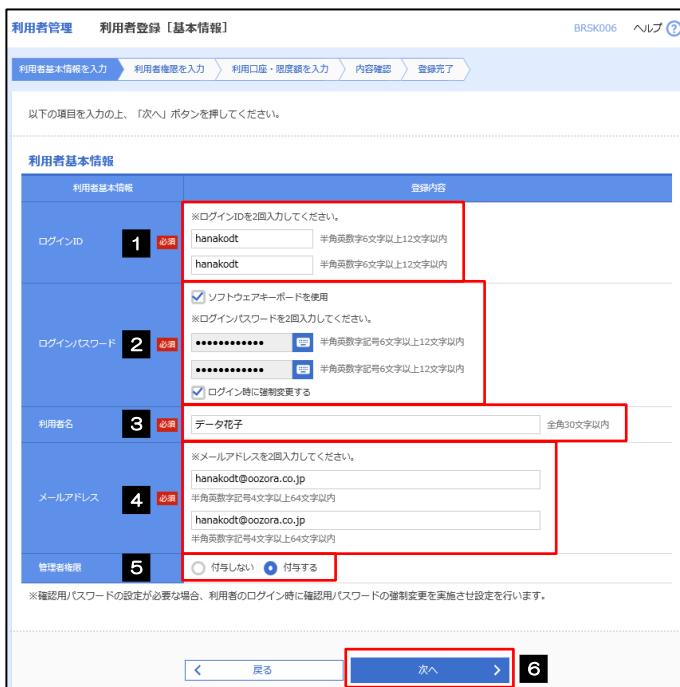 利用者管理 利用者登録［基本情報］ BRSK006 ヘルプ ?
利用者基本情報を入力 利用者権限を入力 利用口座・限度額を入力 内容確認 登録完了
以下の項目を入力の上、「次へ」ボタンを押してください。
利用者基本情報
利用者基本情報 登録内容
※ログインIDを2回入力してください。
ログインID 1 必須 hanakodt 半角英数字6文字以上12文字以内
hanakodt 半角英数字6文字以上12文字以内
ソフトウェアキーボードを使用
※ログインパスワードを2回入力してください。
ログインパスワード 2 必須 ●●●●●●●●●●●● 半角英数字記号6文字以上12文字以内
●●●●●●●●●●●● 半角英数字記号6文字以上12文字以内
ログイン時に強制変更する
利用者名 3 必須 データ花子 全角30文字以内
※メールアドレスを2回入力してください。
hanakodt@oozora.co.jp
メールアドレス 4 必須 半角英数字記号4文字以上64文字以内
hanakodt@oozora.co.jp
半角英数字記号4文字以上64文字以内
管理者権限 5 付与しない 付与する
※確認用パスワードの設定が必要な場合、利用者のログイン時に確認用パスワードの強制変更を実施させ設定を行います。
戻る 次へ 6